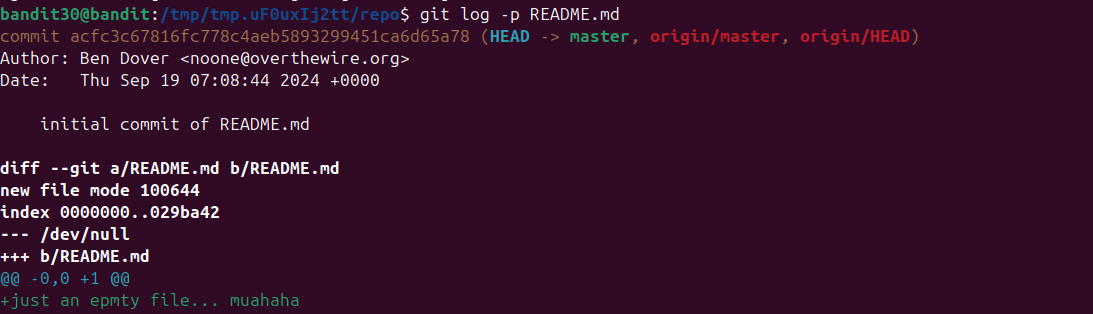 bandit30@bandit:/tmp/tmp.uF0uxIj2tt/repo$ git log -p README.md
commit acfc3c67816fc778c4aeb5893299451ca6d65a78 (HEAD -> master, origin/master, origin/HEAD)
Author: Ben Dover <noone@overthewire.org>
Date:   Thu Sep 19 07:08:44 2024 +0000

    initial commit of README.md

diff --git a/README.md b/README.md
new file mode 100644
index 0000000..029ba42
--- /dev/null
+++ b/README.md
@@ -0,0 +1 @@
+just an epmty file... muahaha